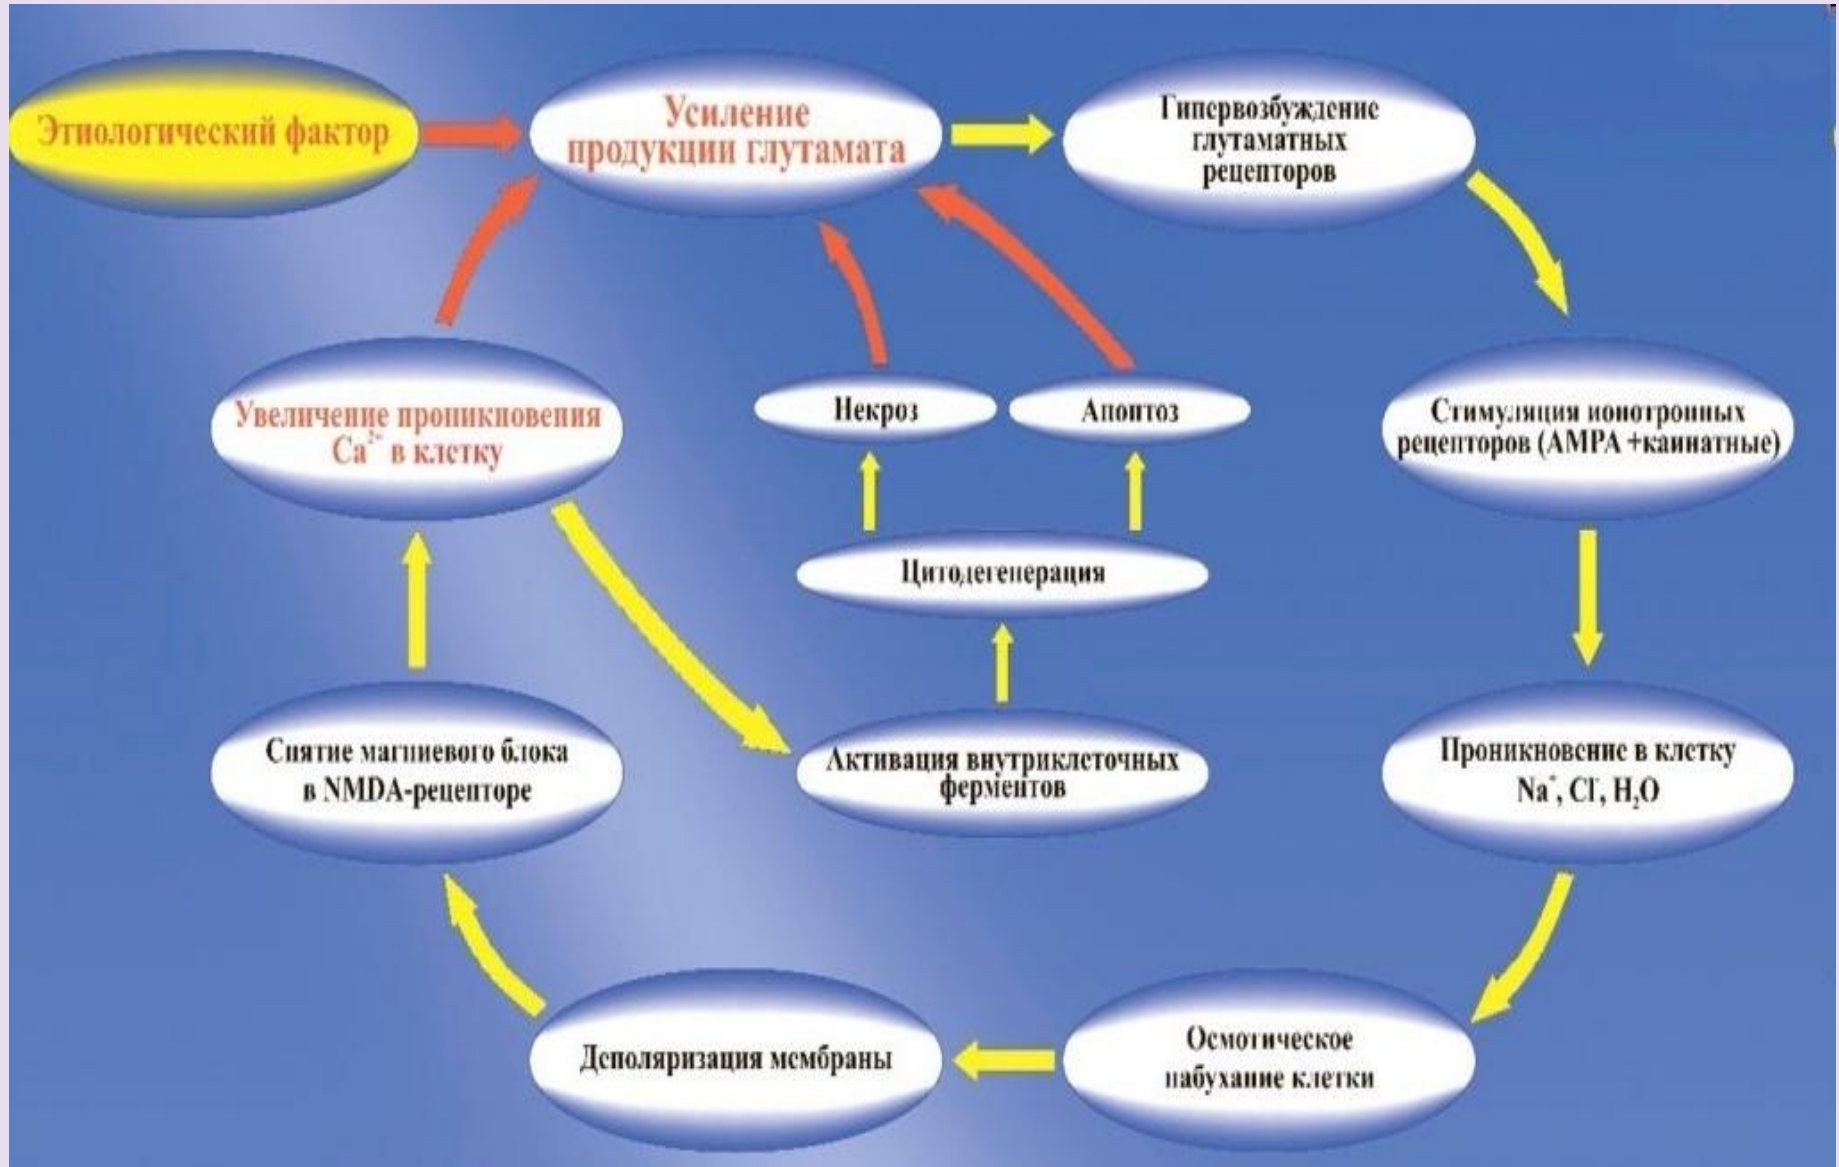 Этиологический фактор
Усиление
продукции глутамата
Гипервозбуждение
глутаматных
рецепторов
Увеличение проникновения
Ca²⁺ в клетку
Некроз
Апоптоз
Стимуляция ионотропных
рецепторов (AMPA +каинатные)
Цитодегенерация
Снятие магниевого блока
в NMDA-рецепторе
Активация внутриклеточных
ферментов
Проникновение в клетку
Na⁺, Cl⁻, H₂O
Деполяризация мембраны
Осмотическое
набухание клетки